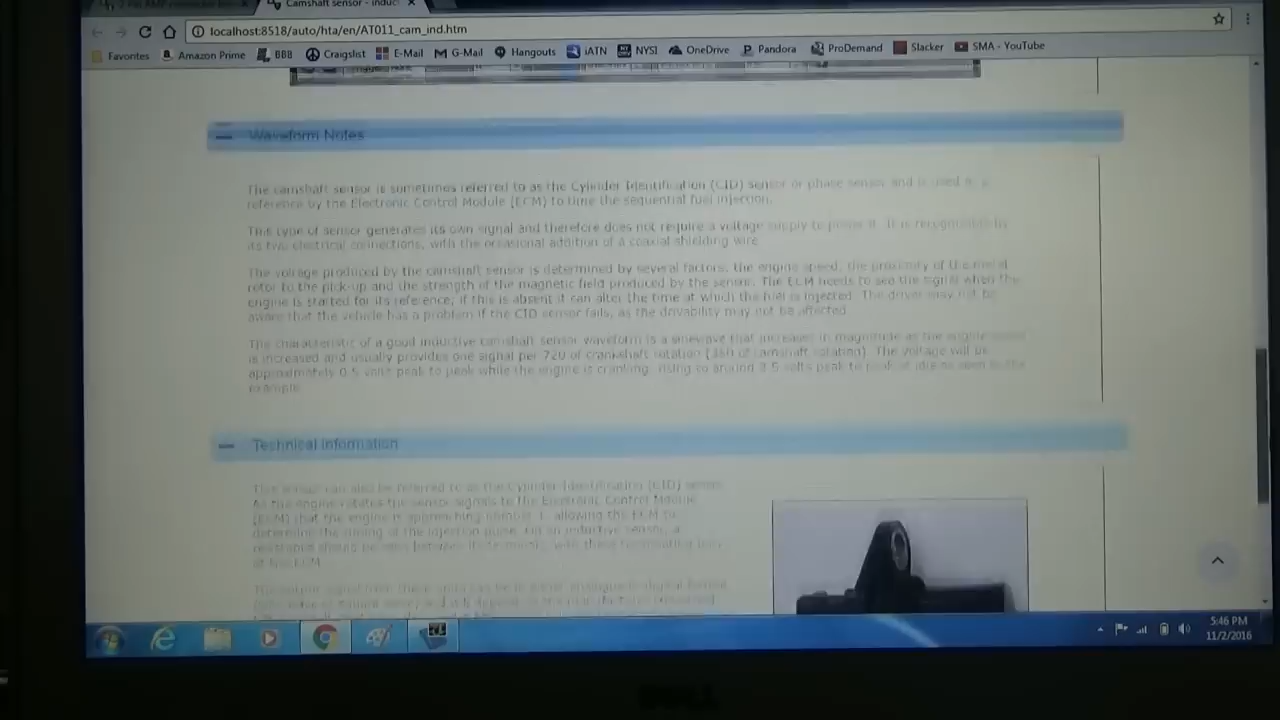 Camshaft sensor - induc
localhost:8518/auto/hta/en/AT011_cam_ind.htm
Favorites Amazon Prime BBB Craigslist E-Mail G-Mail Hangouts iATN NYSI OneDrive Pandora ProDemand Slacker SMA - YouTube
Waveform Notes
The camshaft sensor is sometimes referred to as the Cylinder Identification (CID) sensor or phase sensor and is used as a
reference by the Electronic Control Module (ECM) to time the sequential fuel injection.
This type of sensor generates its own signal and therefore does not require a voltage supply to power it. It is recognisable by
its two electrical connections, with the occasional addition of a coaxial shielding wire
The voltage produced by the camshaft sensor is determined by several factors: the engine speed, the proximity of the metal
rotor to the pick-up and the strength of the magnetic field produced by the sensor. The ECM needs to see the signal when the
engine is started for its reference; if this is absent it can alter the time at which the fuel is injected. The driver may not be
aware that the vehicle has a problem if the CID sensor fails, as the drivability may not be affected
The characteristic of a good inductive camshaft sensor waveform is a sinewave that increases in magnitude as the engine
is increased and usually provides one signal per 720 of crankshaft rotation (360 of camshaft rotation). The voltage will be
approximately 0.5 volts peak to peak while the engine is cranking, rising to around 2.5 volts peak to peak at idle as seen in the
example
Technical information
This sensor can also be referred to as the Cylinder Identification (CID) sensor
As the engine rotates the sensor signals to the Electronic Control Module
(ECM) that the engine is approaching number 1, allowing the ECM to
determine the timing of the injection pulse. On an inductive sensor, a
5:46 PM
11/2/2016
DELL